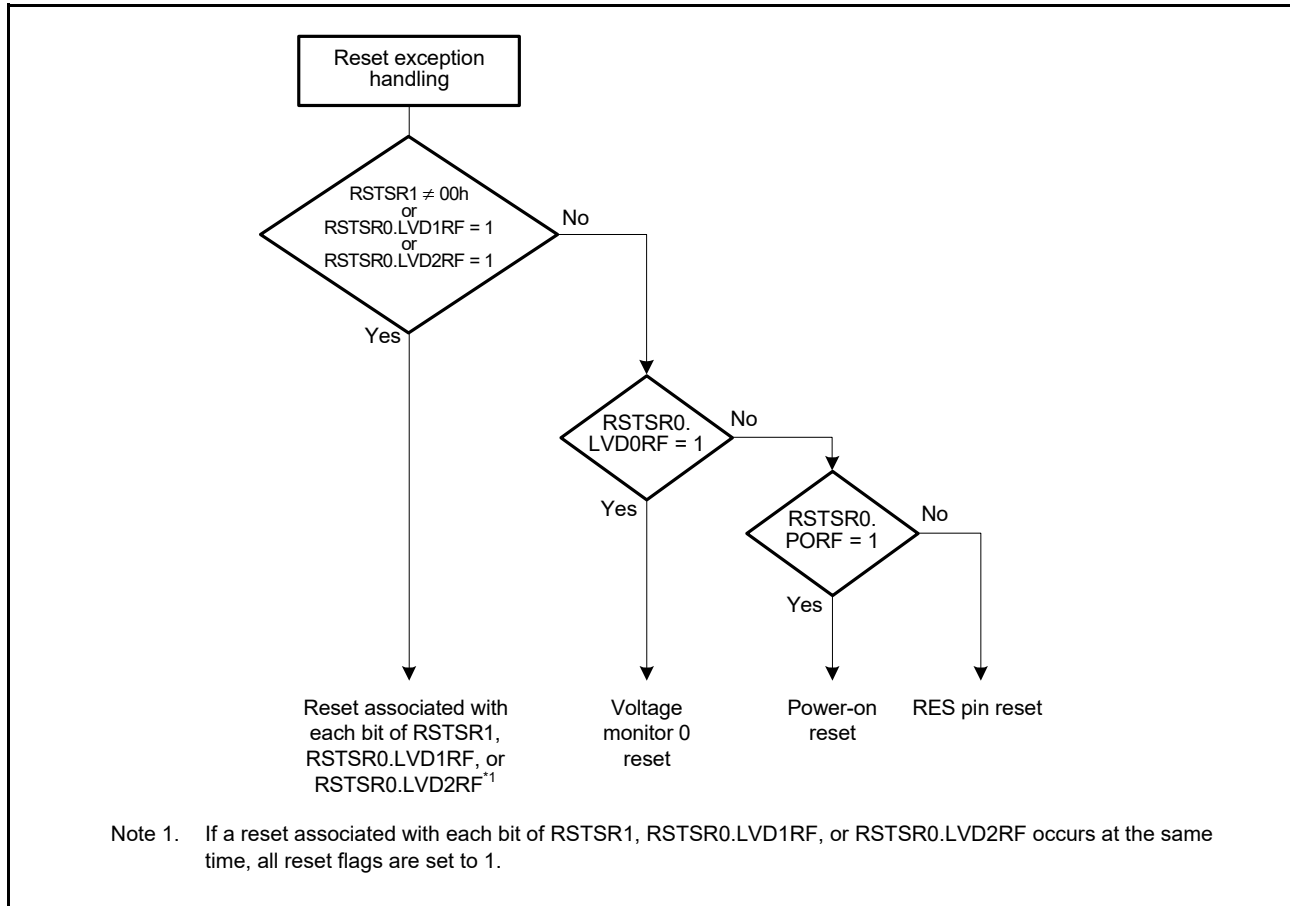 Reset exception
handling
RSTSR1 ≠ 00h
or
RSTSR0.LVD1RF = 1
or
RSTSR0.LVD2RF = 1
No
Yes
RSTSR0.
LVD0RF = 1
No
Yes
RSTSR0.
PORF = 1
No
Yes
Reset associated with
each bit of RSTSR1,
RSTSR0.LVD1RF, or
RSTSR0.LVD2RF*1
Voltage
monitor 0
reset
Power-on
reset
RES pin reset
Note 1. If a reset associated with each bit of RSTSR1, RSTSR0.LVD1RF, or RSTSR0.LVD2RF occurs at the same
time, all reset flags are set to 1.